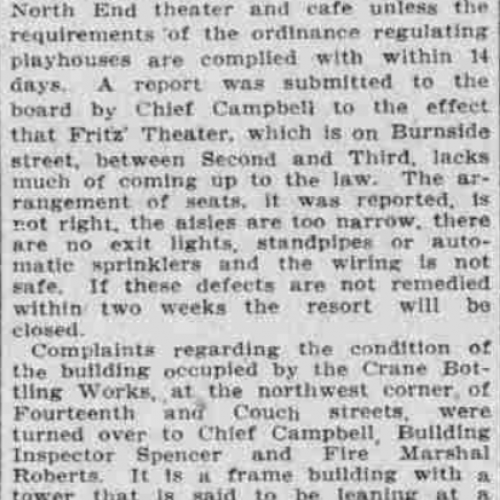 North End theater and cafe unless the
requirements of the ordinance regulating
playhouses are complied with within 14
days. A report was submitted to the
board by Chief Campbell to the effect
that Fritz' Theater, which is on Burnside
street, between Second and Third, lacks
much of coming up to the law. The ar-
rangement of seats, it was reported, is
not right, the aisles are too narrow, there
are no exit lights, standpipes or auto-
matic sprinklers and the wiring is not
safe. If these defects are not remedied
within two weeks the resort will be
closed.
Complaints regarding the condition of
the building occupied by the Crane Bot-
tling Works, at the northwest corner of
Fourteenth and Couch streets, were
turned over to Chief Campbell, Building
Inspector Spencer and Fire Marshal
Roberts. It is a frame building with a
tower that is said to be leaning at